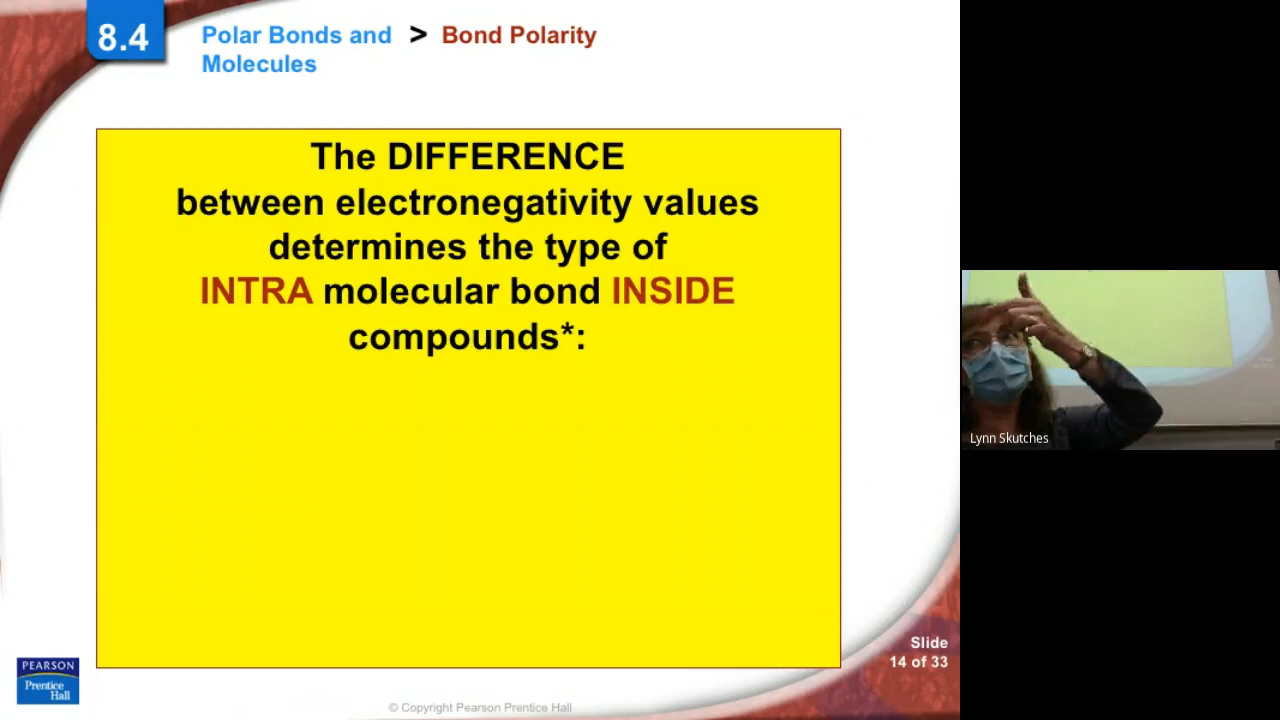 8.4
Polar Bonds and > Bond Polarity
Molecules
The DIFFERENCE
between electronegativity values
determines the type of
INTRA molecular bond INSIDE
compounds*:
Lynn Skutches
Slide
14 of 33
PEARSON
Prentice
Hall
© Copyright Pearson Prentice Hall